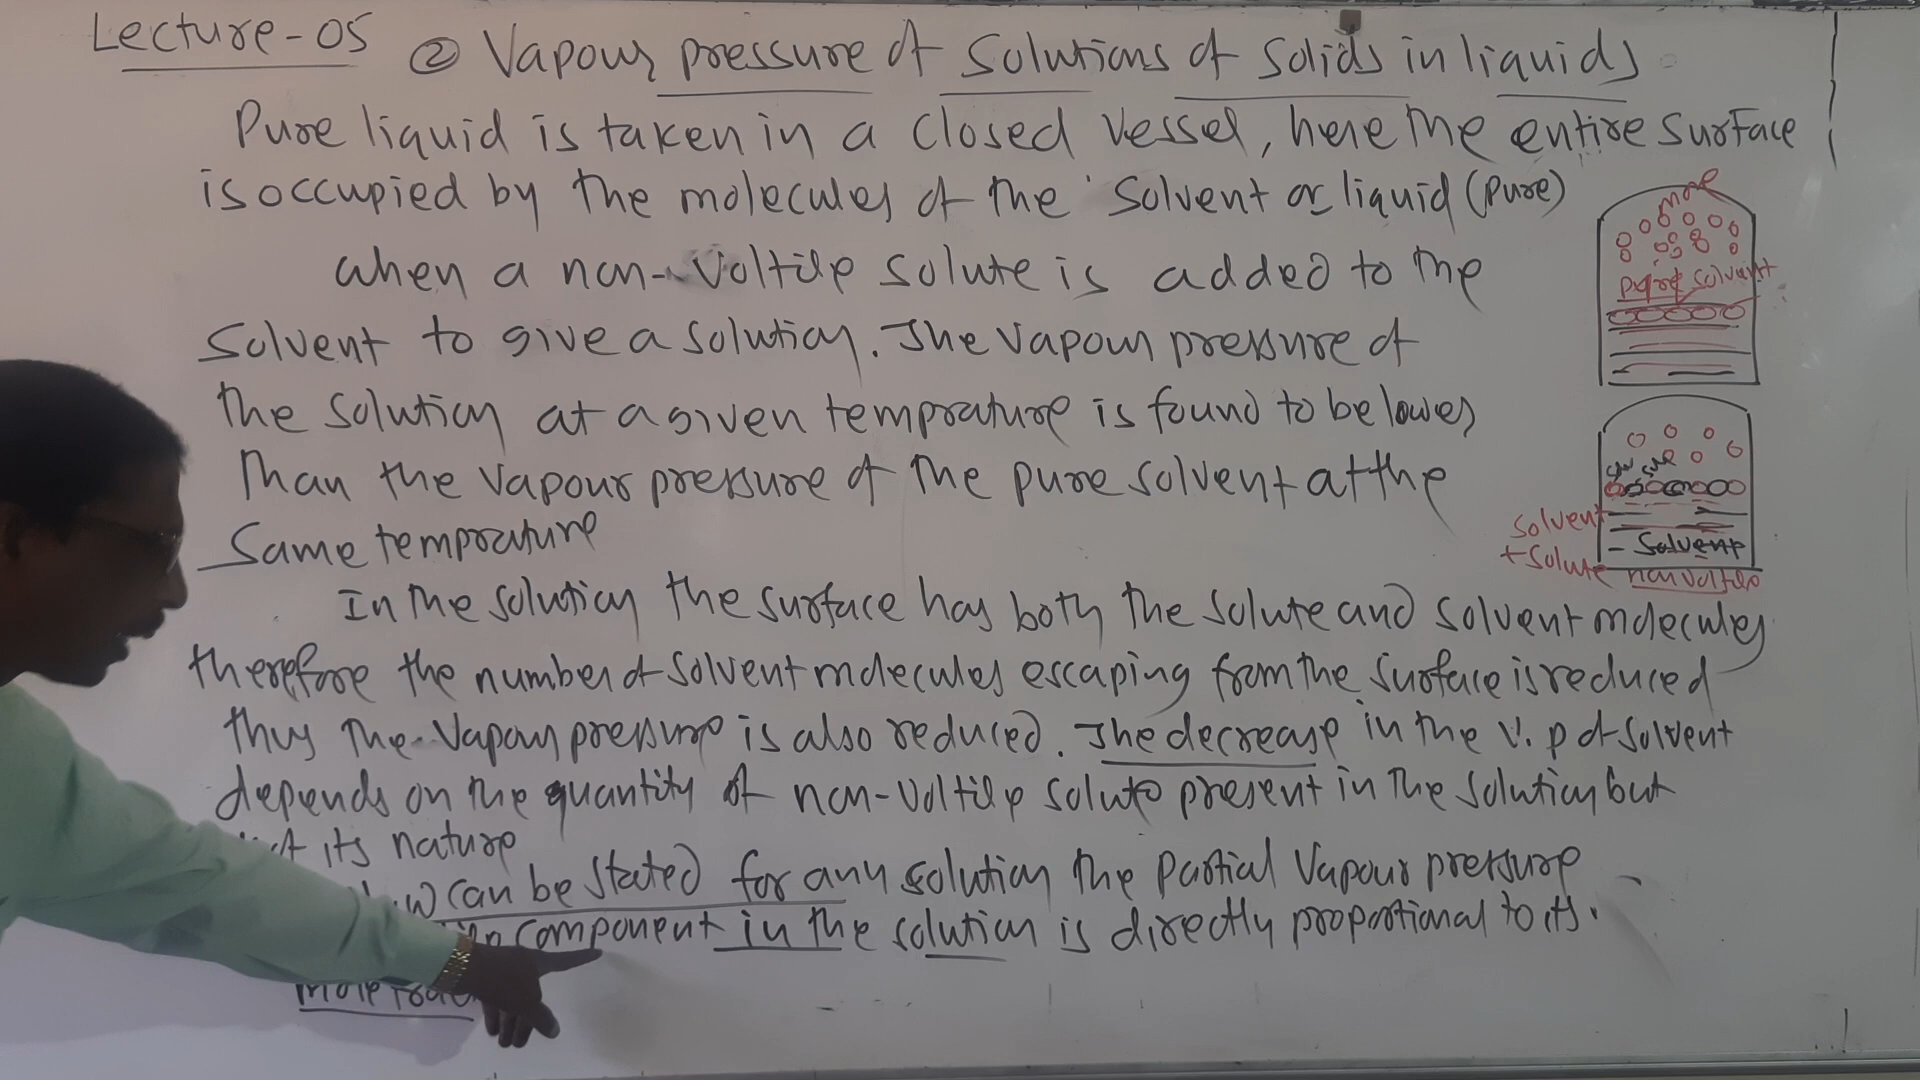 Lecture-05
② Vapour pressure of Solutions of Solids in liquids
Pure liquid is taken in a closed vessel, here the entire surface
is occupied by the molecules of the solvent or liquid (pure)
when a non-voltile solute is added to the
Solvent to give a solution. The vapour pressure of
the solution at a given temprature is found to be lower
Than the vapour pressure of the pure solvent at the
Same temprature
In the solution the surface has both the solute and solvent molecules
therefore the number of solvent molecules escaping from the surface is reduced
thus the vapour pressure is also reduced. The decrease in the v.p of solvent
depends on the quantity of non-voltile solute present in the solution but
its nature
can be stated for any solution the partial vapour pressure
component in the solution is directly proportional to its
mole
more
pure solvent
solvent
+ Solute
Solvent
non voltile